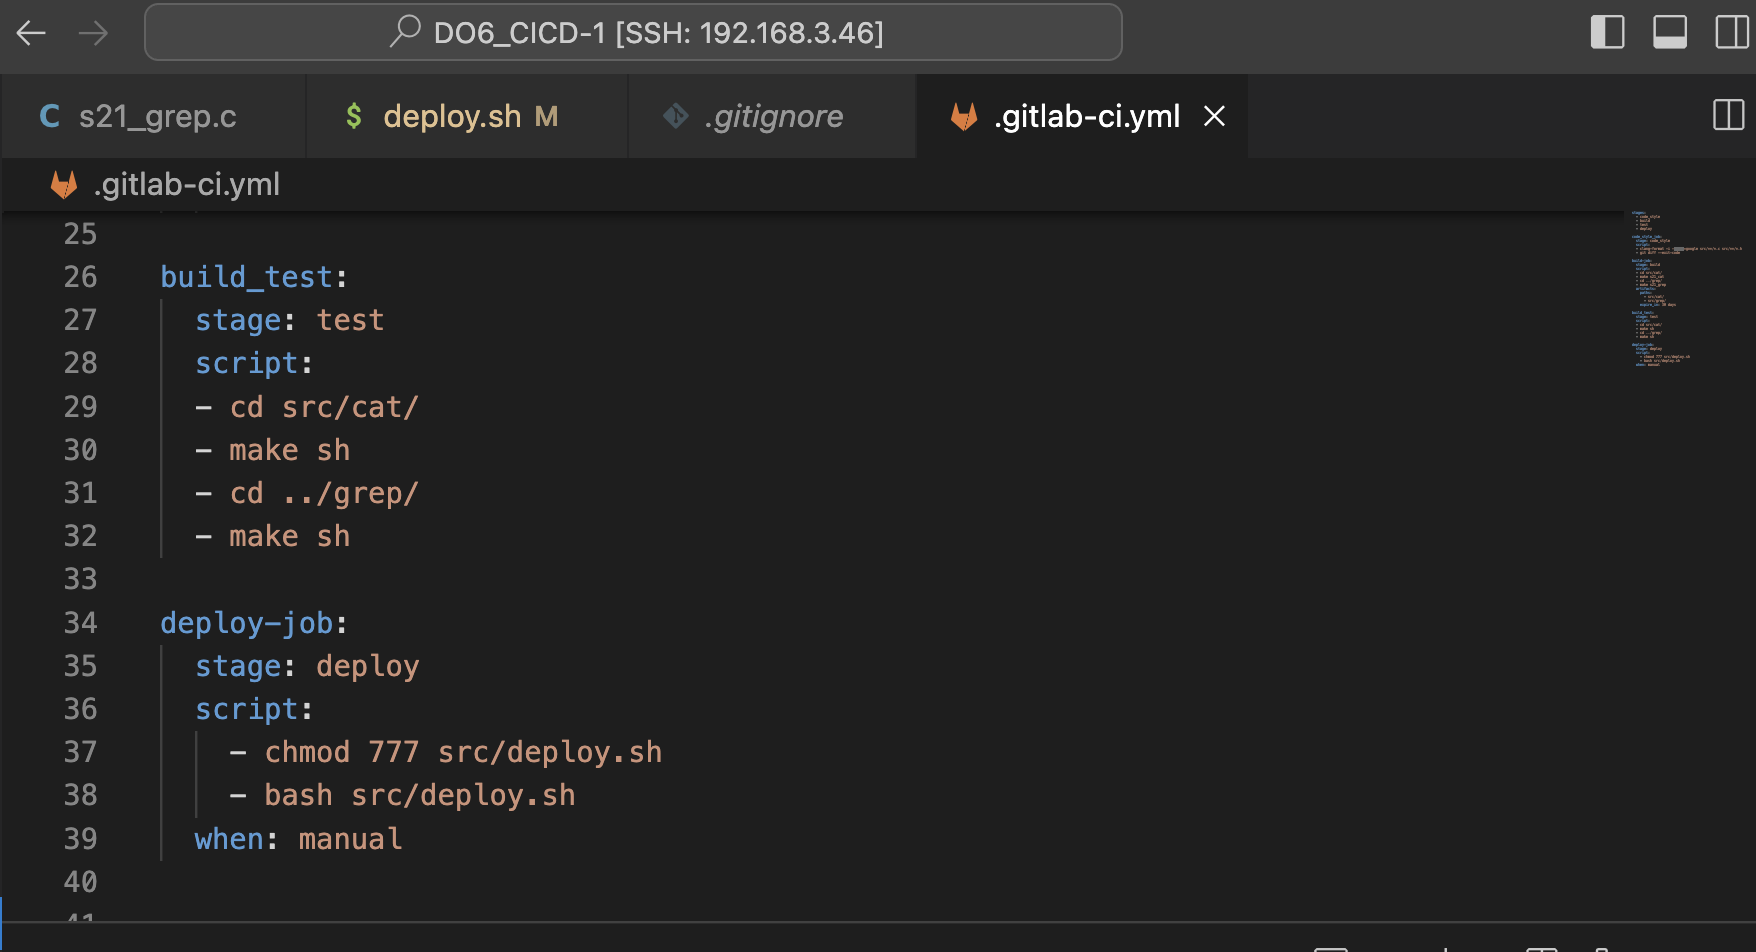 DO6_CICD-1 [SSH: 192.168.3.46]
C s21_grep.c
$ deploy.sh M
.gitignore
.gitlab-ci.yml
.gitlab-ci.yml
25
26 build_test:
27 stage: test
28 script:
29 - cd src/cat/
30 - make sh
31 - cd ../grep/
32 - make sh
33
34 deploy-job:
35 stage: deploy
36 script:
37 - chmod 777 src/deploy.sh
38 - bash src/deploy.sh
39 when: manual
40
41